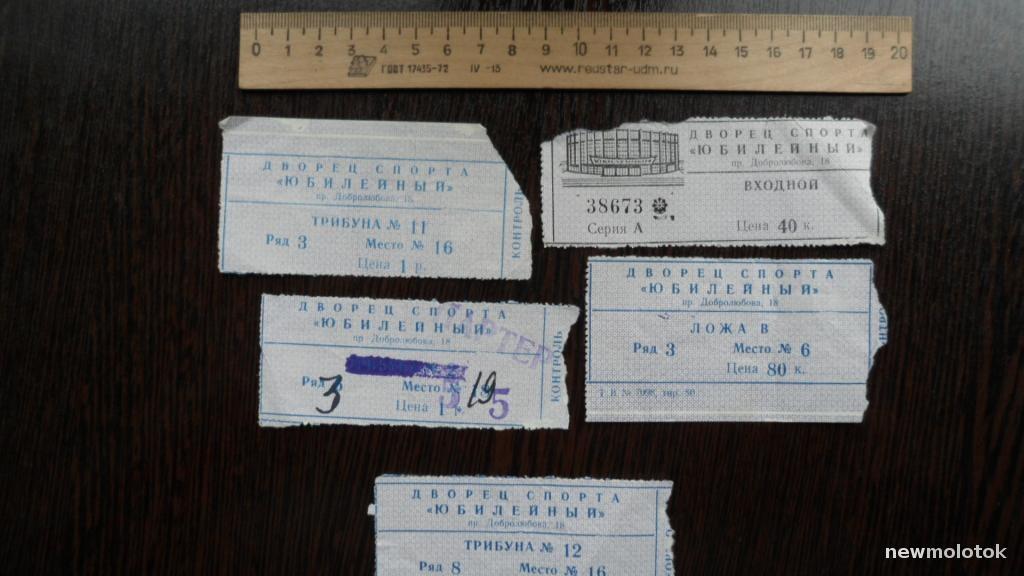 0 1 2 3 4 5 6 7 8 9 10 11 12 13 14 15 16 17 18 19 20
ГОСТ 17435-72 IV -13 www.redstar-udm.ru
ДВОРЕЦ СПОРТА
«ЮБИЛЕЙНЫЙ»
пр. Добролюбова, 18
ТРИБУНА № 11
Ряд 3 Место № 16
Цена 1 р.
КОНТРОЛЬ
ДВОРЕЦ СПОРТА
«ЮБИЛЕЙНЫЙ»
пр. Добролюбова, 18
ВХОДНОЙ
38673
Серия А
Цена 40 к.
ДВОРЕЦ СПОРТА
«ЮБИЛЕЙНЫЙ»
пр. Добролюбова, 18
ПАРТЕР
Ряд 3 Место № 19
Цена 1 р.
5
КОНТРОЛЬ
ДВОРЕЦ СПОРТА
«ЮБИЛЕЙНЫЙ»
пр. Добролюбова, 18
ЛОЖА В
Ряд 3 Место № 6
Цена 80 к.
ДВОРЕЦ СПОРТА
«ЮБИЛЕЙНЫЙ»
пр. Добролюбова, 18
ТРИБУНА № 12
Ряд 8 Место № 16
newmolotok